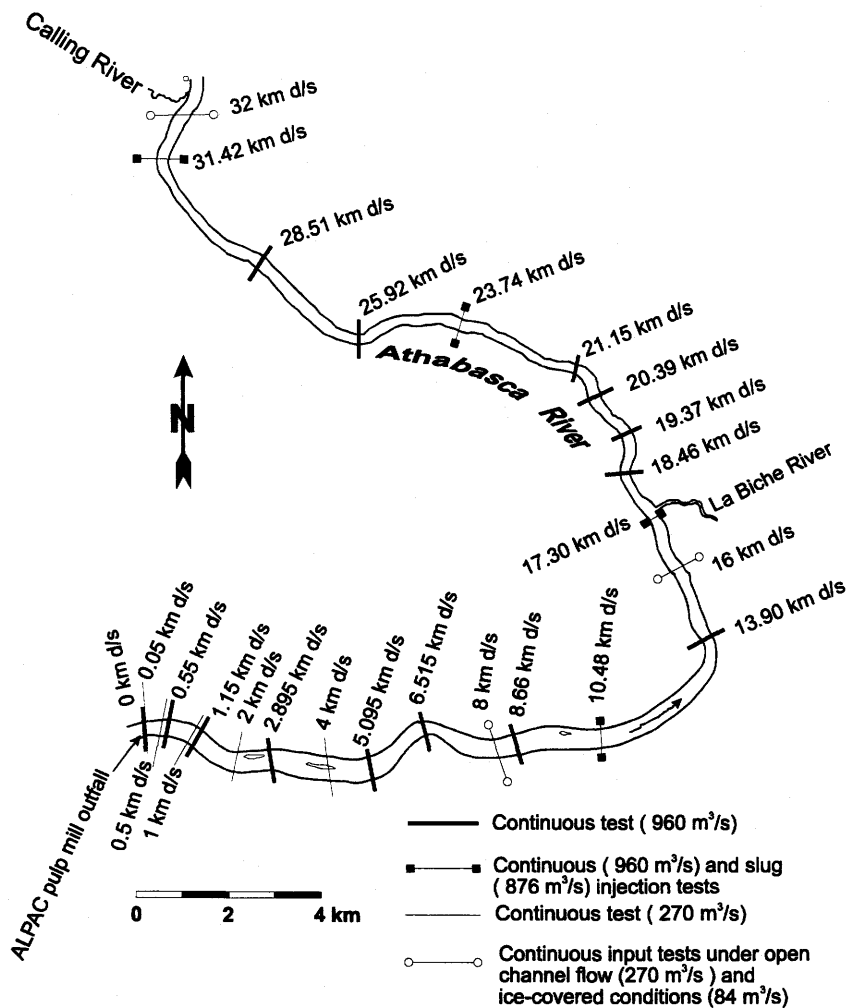 Calling River
32 km d/s
31.42 km d/s
28.51 km d/s
25.92 km d/s
23.74 km d/s
Athabasca River
21.15 km d/s
20.39 km d/s
19.37 km d/s
18.46 km d/s
La Biche River
17.30 km d/s
16 km d/s
13.90 km d/s
N
0 km d/s
0.05 km d/s
0.55 km d/s
1.15 km d/s
2 km d/s
2.895 km d/s
4 km d/s
5.095 km d/s
6.515 km d/s
8 km d/s
8.66 km d/s
10.48 km d/s
0.5 km d/s
1 km d/s
ALPAC pulp mill outfall
0 2 4 km
Continuous test ( 960 m³/s)
Continuous ( 960 m³/s) and slug
( 876 m³/s) injection tests
Continuous test ( 270 m³/s)
Continuous input tests under open
channel flow (270 m³/s ) and
ice-covered conditions (84 m³/s)